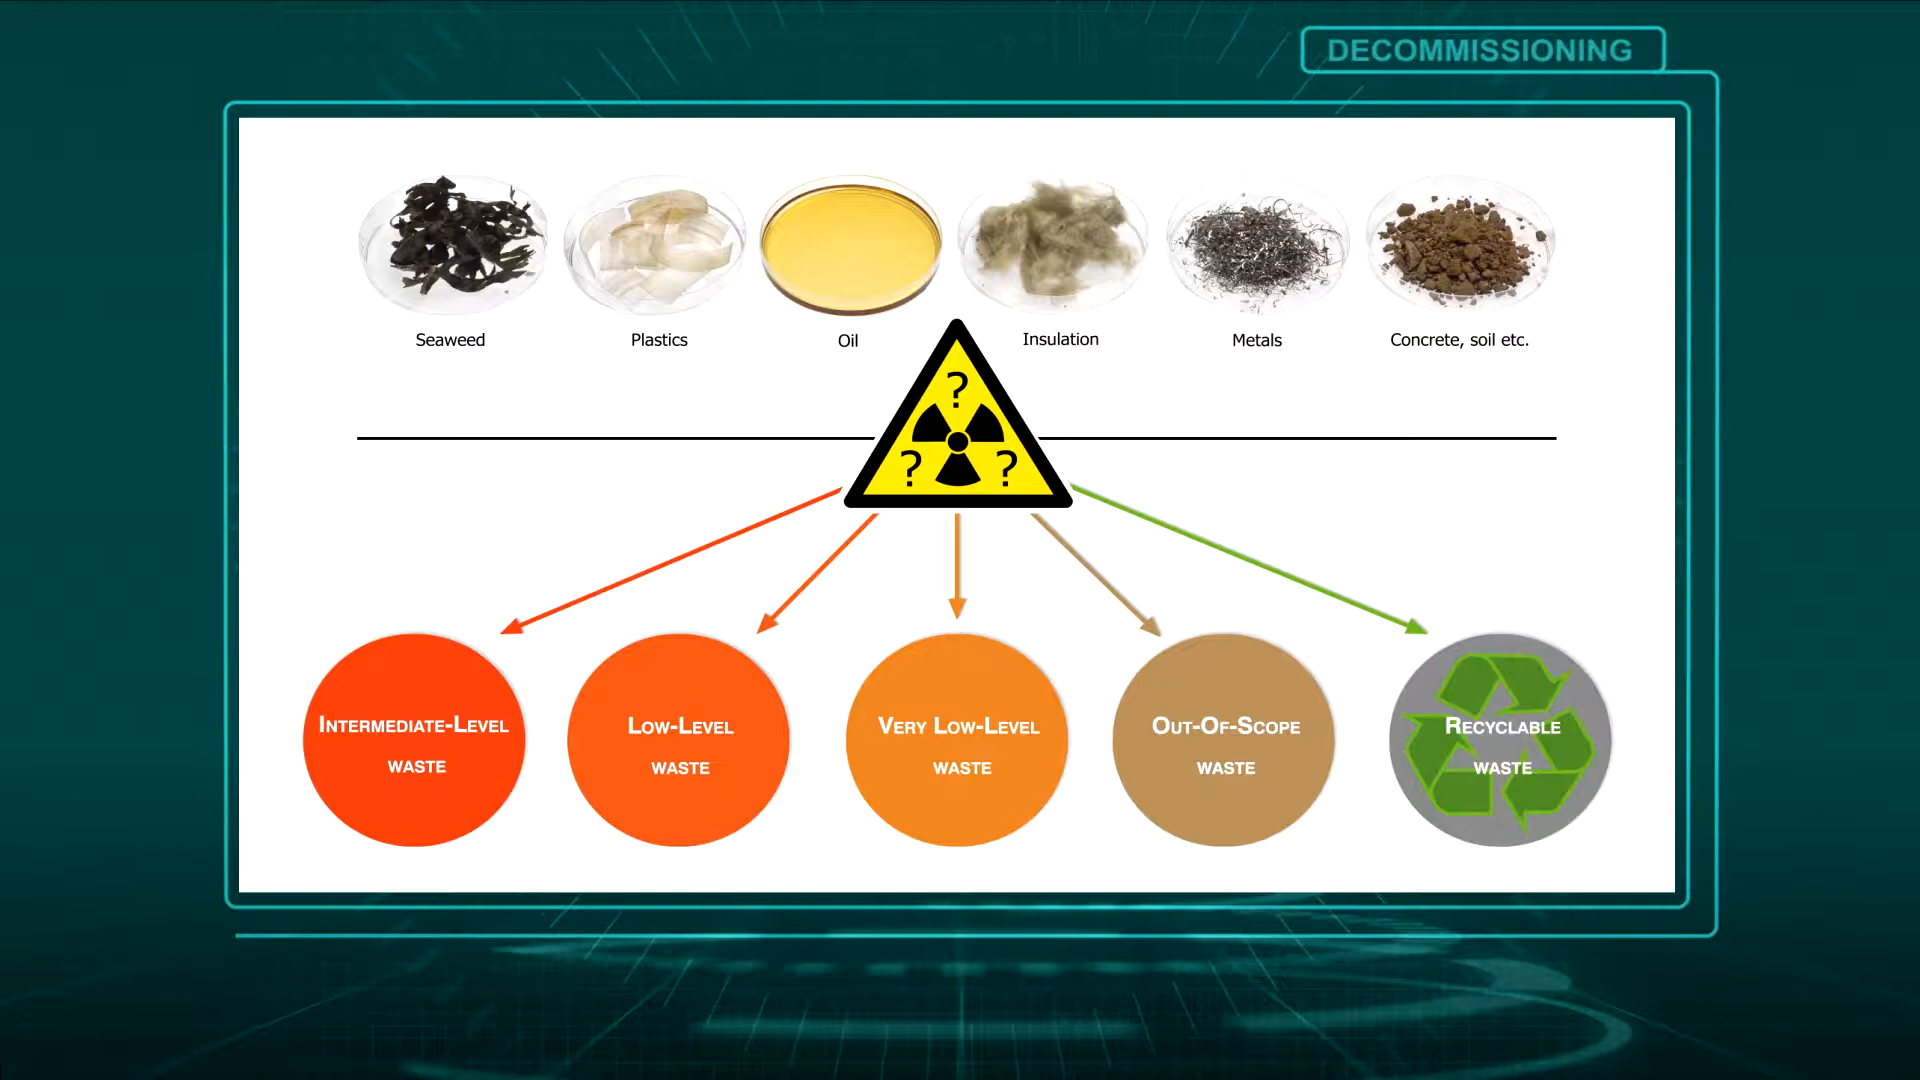 DECOMMISSIONING
Seaweed
Plastics
Oil
Insulation
Metals
Concrete, soil etc.
?
? ?
INTERMEDIATE-LEVEL
WASTE
LOW-LEVEL
WASTE
VERY LOW-LEVEL
WASTE
OUT-OF-SCOPE
WASTE
RECYCLABLE
WASTE